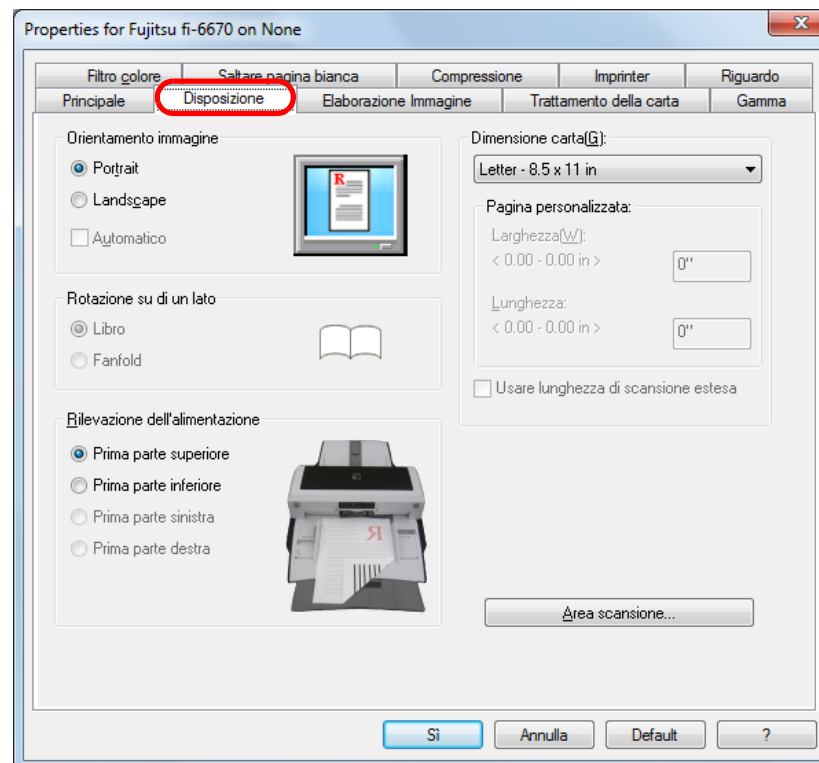 Properties for Fujitsu fi-6670 on None
Filtro colore
Saltare pagina bianca
Compressione
Imprinter
Riguardo
Principale
Disposizione
Elaborazione Immagine
Trattamento della carta
Gamma
Orientamento immagine
Portrait
Landscape
Automatico
R
Rotazione su di un lato
Libro
Fanfold
Rilevazione dell'alimentazione
Prima parte superiore
Prima parte inferiore
Prima parte sinistra
Prima parte destra
R
Dimensione carta(G):
Letter - 8.5 x 11 in
Pagina personalizzata:
Larghezza(W):
< 0.00 - 0.00 in >
0''
Lunghezza:
< 0.00 - 0.00 in >
0''
Usare lunghezza di scansione estesa
Area scansione...
Sì
Annulla
Default
?